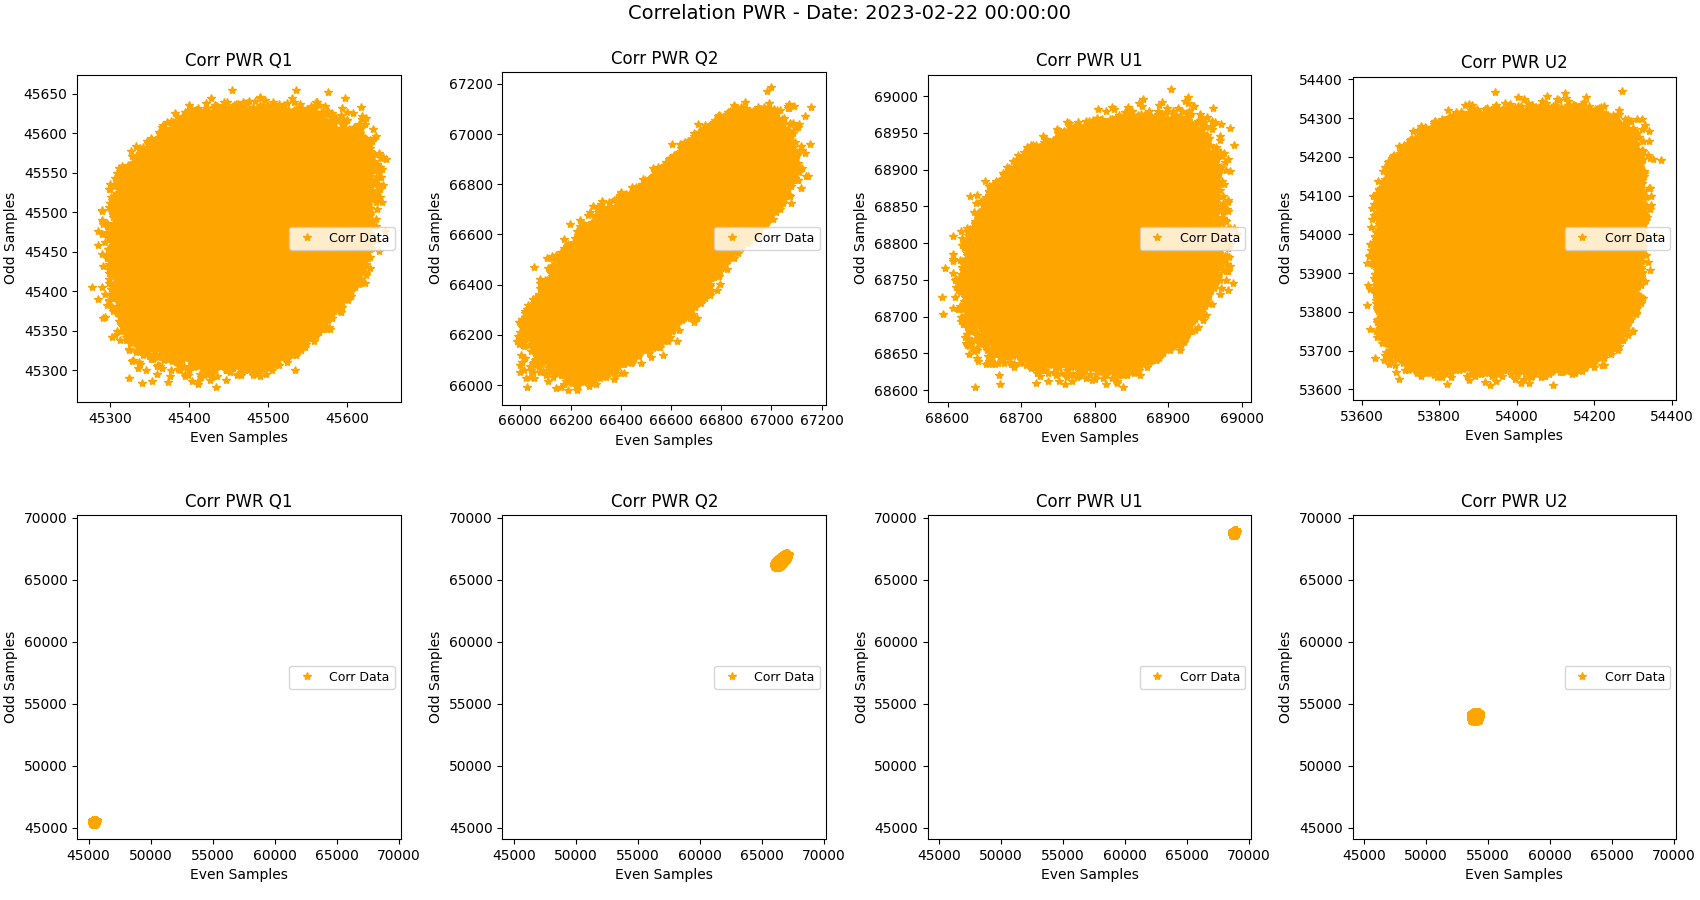 Correlation PWR - Date: 2023-02-22 00:00:00
Corr PWR Q1
Odd Samples
45650
45600
45550
45500
45450
45400
45350
45300
Corr Data
45300 45400 45500 45600
Even Samples
Corr PWR Q2
Odd Samples
67200
67000
66800
66600
66400
66200
66000
Corr Data
66000 66200 66400 66600 66800 67000 67200
Even Samples
Corr PWR U1
Odd Samples
69000
68950
68900
68850
68800
68750
68700
68650
68600
Corr Data
68600 68700 68800 68900 69000
Even Samples
Corr PWR U2
Odd Samples
54400
54300
54200
54100
54000
53900
53800
53700
53600
Corr Data
53600 53800 54000 54200 54400
Even Samples
Corr PWR Q1
Odd Samples
70000
65000
60000
55000
50000
45000
Corr Data
45000 50000 55000 60000 65000 70000
Even Samples
Corr PWR Q2
Odd Samples
70000
65000
60000
55000
50000
45000
Corr Data
45000 50000 55000 60000 65000 70000
Even Samples
Corr PWR U1
Odd Samples
70000
65000
60000
55000
50000
45000
Corr Data
45000 50000 55000 60000 65000 70000
Even Samples
Corr PWR U2
Odd Samples
70000
65000
60000
55000
50000
45000
Corr Data
45000 50000 55000 60000 65000 70000
Even Samples